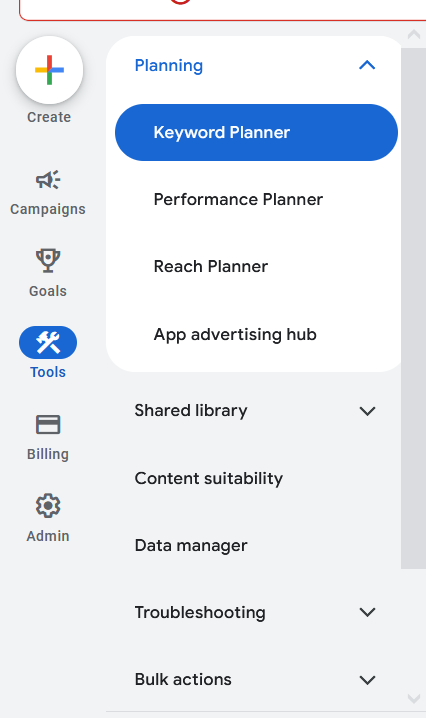 Create
Campaigns
Goals
Tools
Billing
Admin
Planning
Keyword Planner
Performance Planner
Reach Planner
App advertising hub
Shared library
Content suitability
Data manager
Troubleshooting
Bulk actions